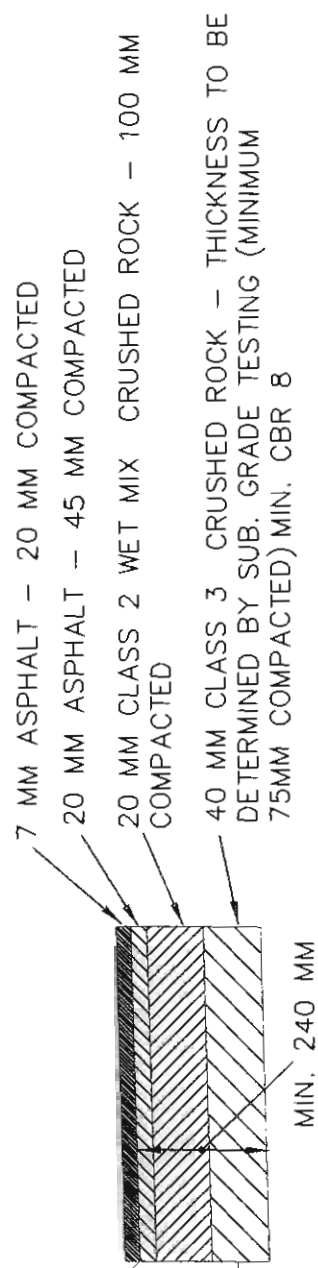 7 MM ASPHALT – 20 MM COMPACTED
20 MM ASPHALT – 45 MM COMPACTED
20 MM CLASS 2 WET MIX CRUSHED ROCK – 100 MM
COMPACTED
40 MM CLASS 3 CRUSHED ROCK – THICKNESS TO BE
DETERMINED BY SUB. GRADE TESTING (MINIMUM
75MM COMPACTED) MIN. CBR 8
MIN. 240 MM